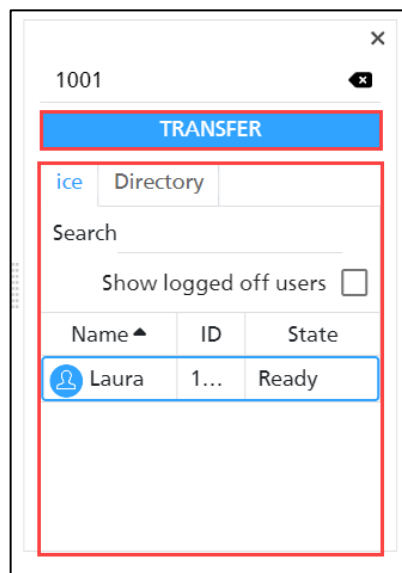 1001
TRANSFER
ice Directory
Search
Show logged off users
Name ID State
Laura 1... Ready